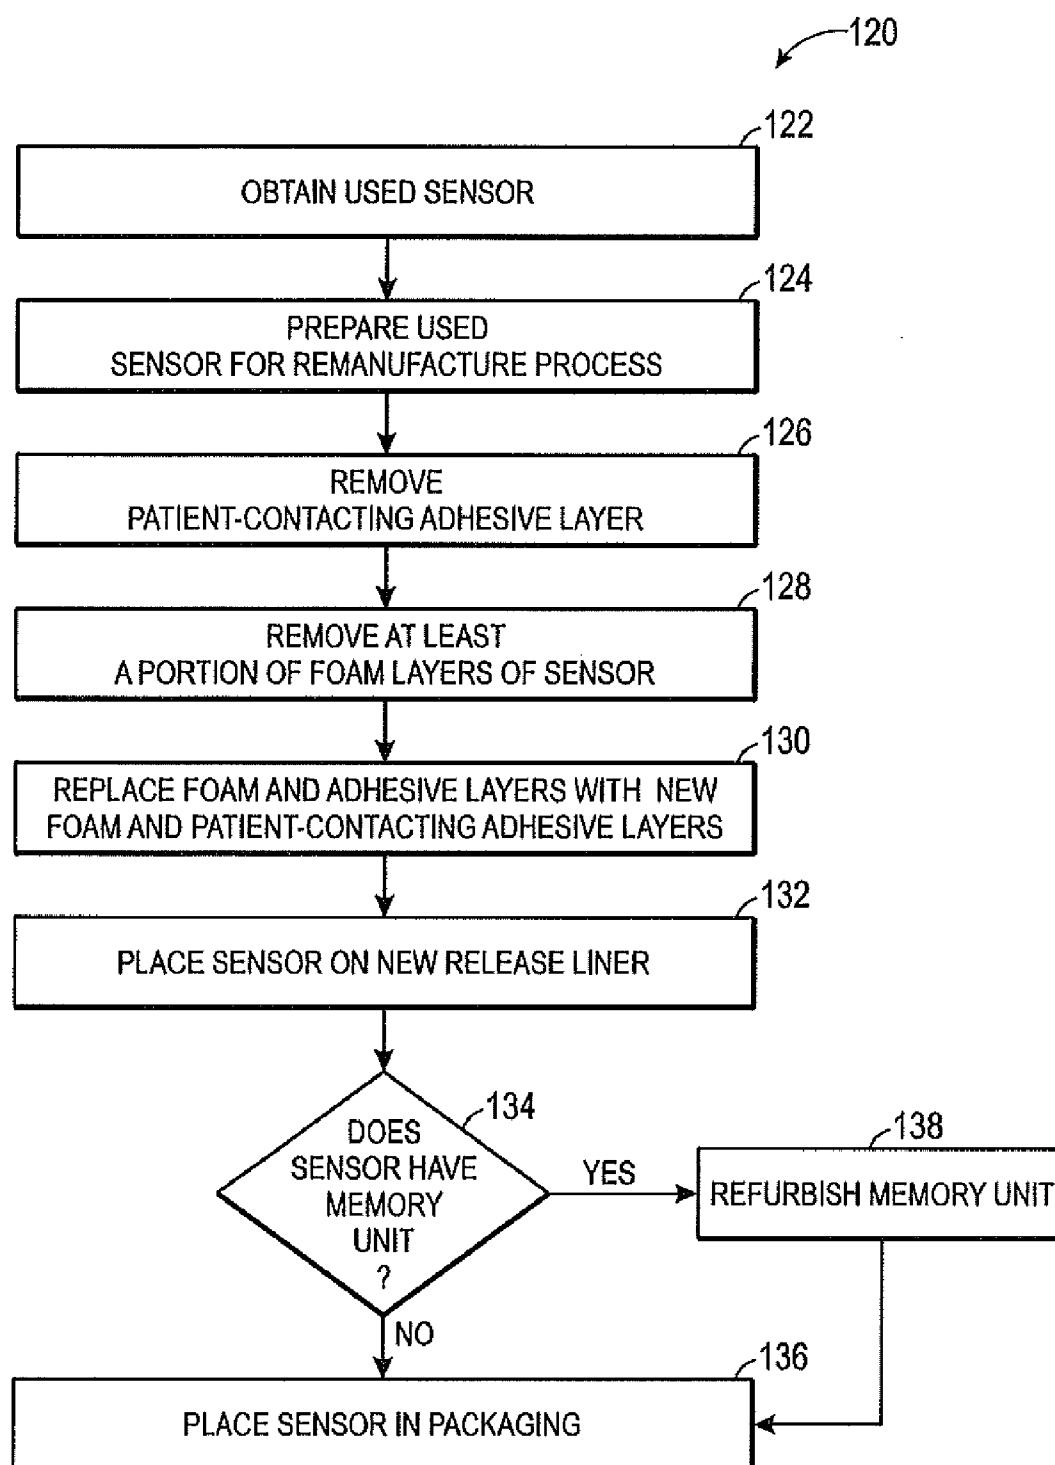 120
122
OBTAIN USED SENSOR
124
PREPARE USED
SENSOR FOR REMANUFACTURE PROCESS
126
REMOVE
PATIENT-CONTACTING ADHESIVE LAYER
128
REMOVE AT LEAST
A PORTION OF FOAM LAYERS OF SENSOR
130
REPLACE FOAM AND ADHESIVE LAYERS WITH NEW
FOAM AND PATIENT-CONTACTING ADHESIVE LAYERS
132
PLACE SENSOR ON NEW RELEASE LINER
134
DOES
SENSOR HAVE
MEMORY
UNIT
?
YES
138
REFURBISH MEMORY UNIT
NO
136
PLACE SENSOR IN PACKAGING